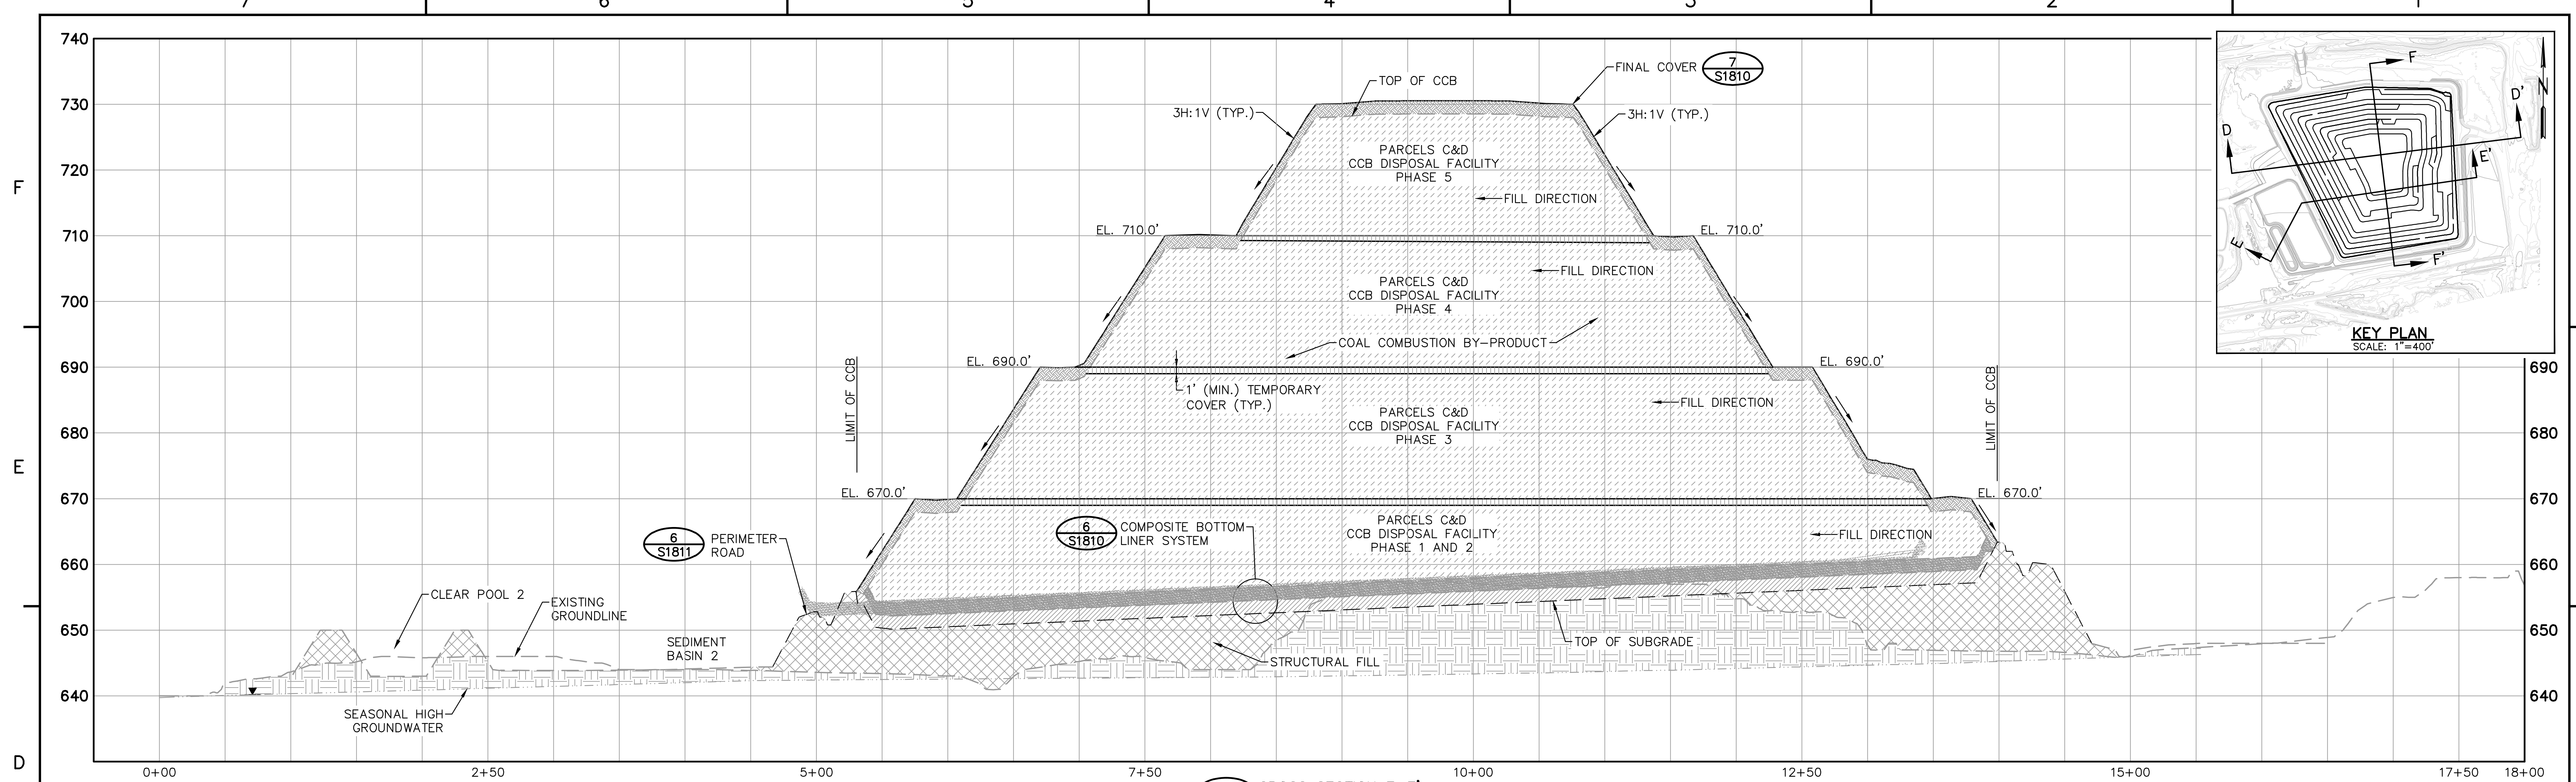 7 6 5 4 3 2 1
740
730
720
710
700
690
680
670
660
650
640
F
E
D
TOP OF CCB
FINAL COVER
7
S1810
3H:1V (TYP.)
3H:1V (TYP.)
PARCELS C&D
CCB DISPOSAL FACILITY
PHASE 5
FILL DIRECTION
EL. 710.0'
EL. 710.0'
FILL DIRECTION
PARCELS C&D
CCB DISPOSAL FACILITY
PHASE 4
COAL COMBUSTION BY-PRODUCT
EL. 690.0'
EL. 690.0'
LIMIT OF CCB
LIMIT OF CCB
1' (MIN.) TEMPORARY
COVER (TYP.)
FILL DIRECTION
PARCELS C&D
CCB DISPOSAL FACILITY
PHASE 3
EL. 670.0'
EL. 670.0'
6
S1811
PERIMETER
ROAD
6
S1810
COMPOSITE BOTTOM
LINER SYSTEM
PARCELS C&D
CCB DISPOSAL FACILITY
PHASE 1 AND 2
FILL DIRECTION
CLEAR POOL 2
EXISTING
GROUNDLINE
SEDIMENT
BASIN 2
STRUCTURAL FILL
TOP OF SUBGRADE
SEASONAL HIGH
GROUNDWATER
690
680
670
660
650
640
0+00 2+50 5+00 7+50 10+00 12+50 15+00 17+50 18+00
F
N
D'
D
E'
E
F'
KEY PLAN
SCALE: 1"=400'